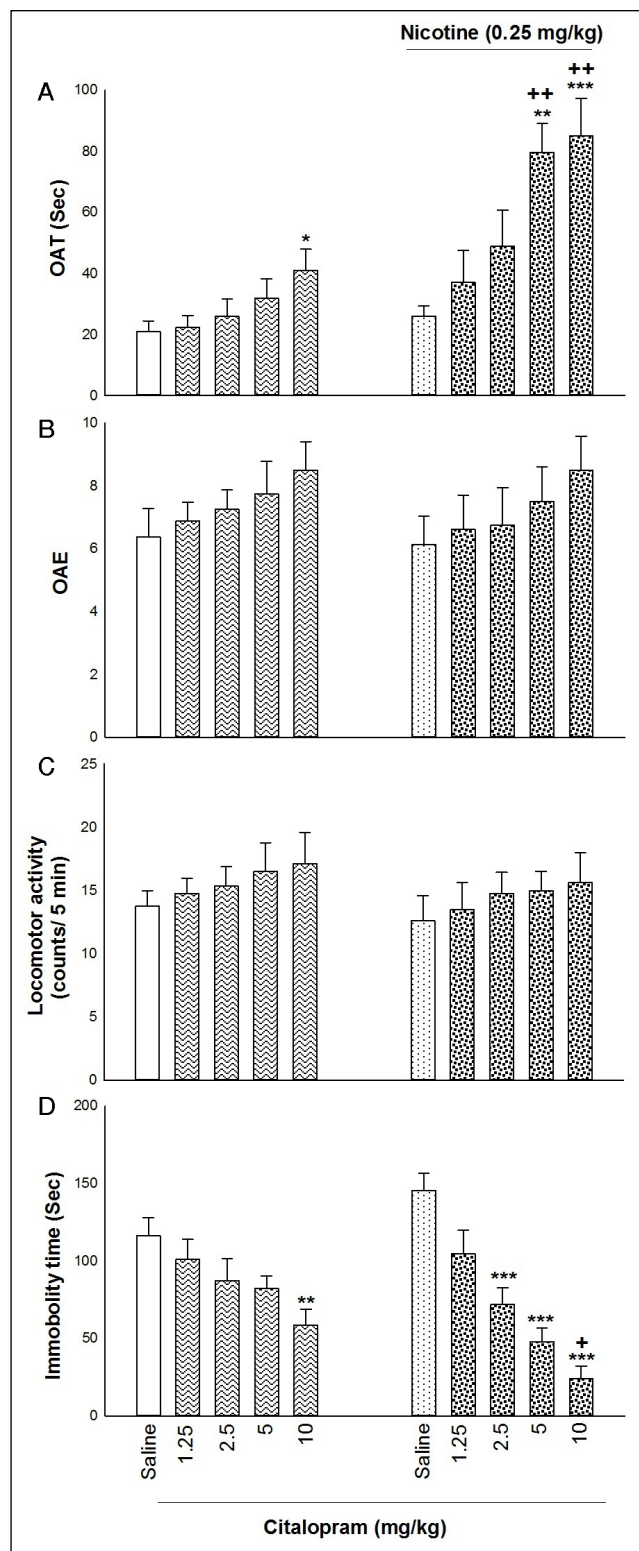 Nicotine (0.25 mg/kg)
A
OAT (Sec)
100
80
60
40
20
0
*
++
**
++
***
B
OAE
10
8
6
4
2
0
C
Locomotor activity
(counts/ 5 min)
25
20
15
10
5
0
D
Immobolity time (Sec)
200
150
100
50
0
**
***
***
+
***
Saline 1.25 2.5 5 10 Saline 1.25 2.5 5 10
Citalopram (mg/kg)